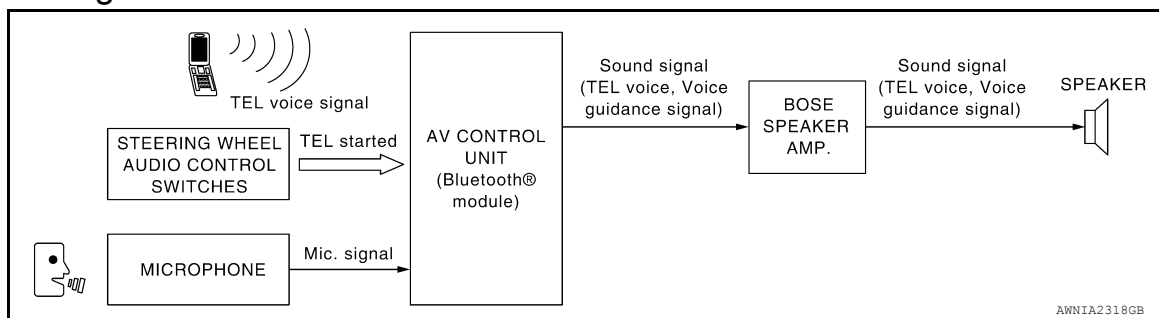 TEL voice signal
STEERING WHEEL
AUDIO CONTROL
SWITCHES
TEL started
MICROPHONE
Mic. signal
AV CONTROL
UNIT
(Bluetooth®
module)
Sound signal
(TEL voice, Voice
guidance signal)
BOSE
SPEAKER
AMP.
Sound signal
(TEL voice, Voice
guidance signal)
SPEAKER
AWNIA2318GB